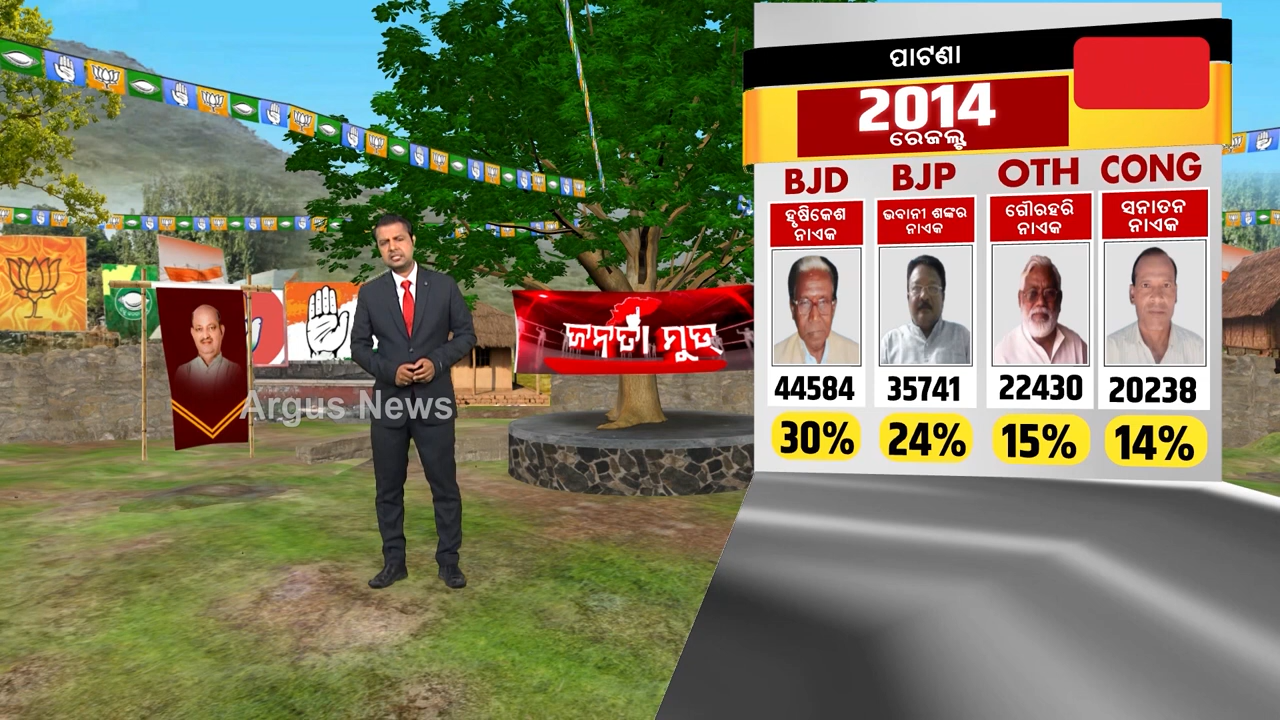 ପାଟଣା
2014
ରେଜଲ୍ଟ
BJD BJP OTH CONG
ହୃଷିକେଶ ନାଏକ
ଭବାନୀ ଶଙ୍କର ନାଏକ
ଗୌରହରି ନାଏକ
ସନାତନ ନାଏକ
44584 35741 22430 20238
30% 24% 15% 14%
ଜନତା ମୁଡ୍
Argus News